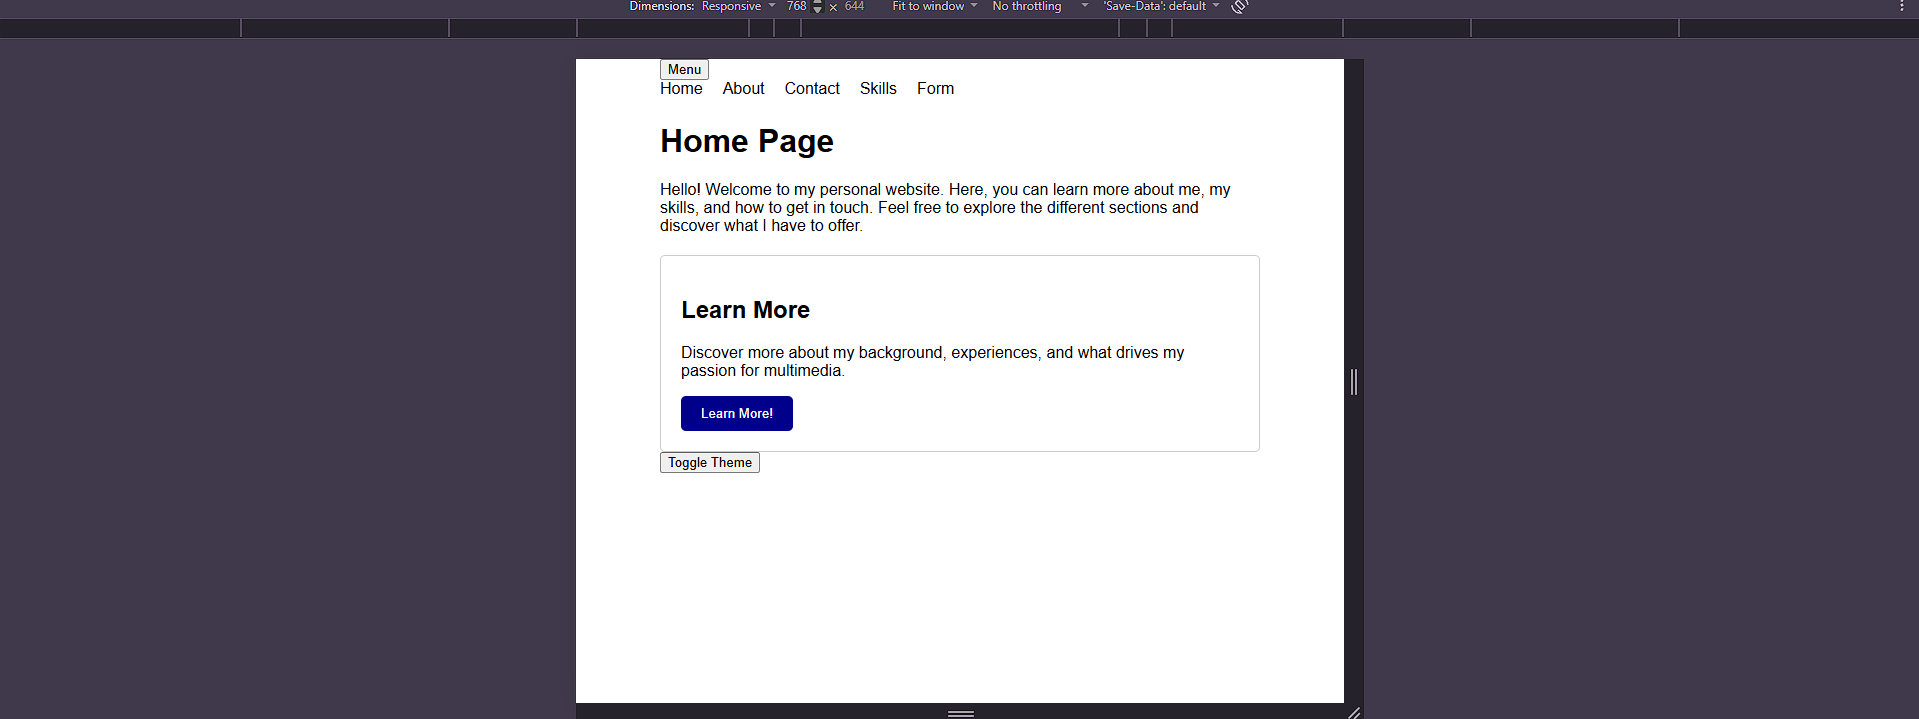 Dimensions: Responsive 768 × 644 Fit to window No throttling 'Save-Data': default
Menu
Home About Contact Skills Form
Home Page
Hello! Welcome to my personal website. Here, you can learn more about me, my
skills, and how to get in touch. Feel free to explore the different sections and
discover what I have to offer.
Learn More
Discover more about my background, experiences, and what drives my
passion for multimedia.
Learn More!
Toggle Theme